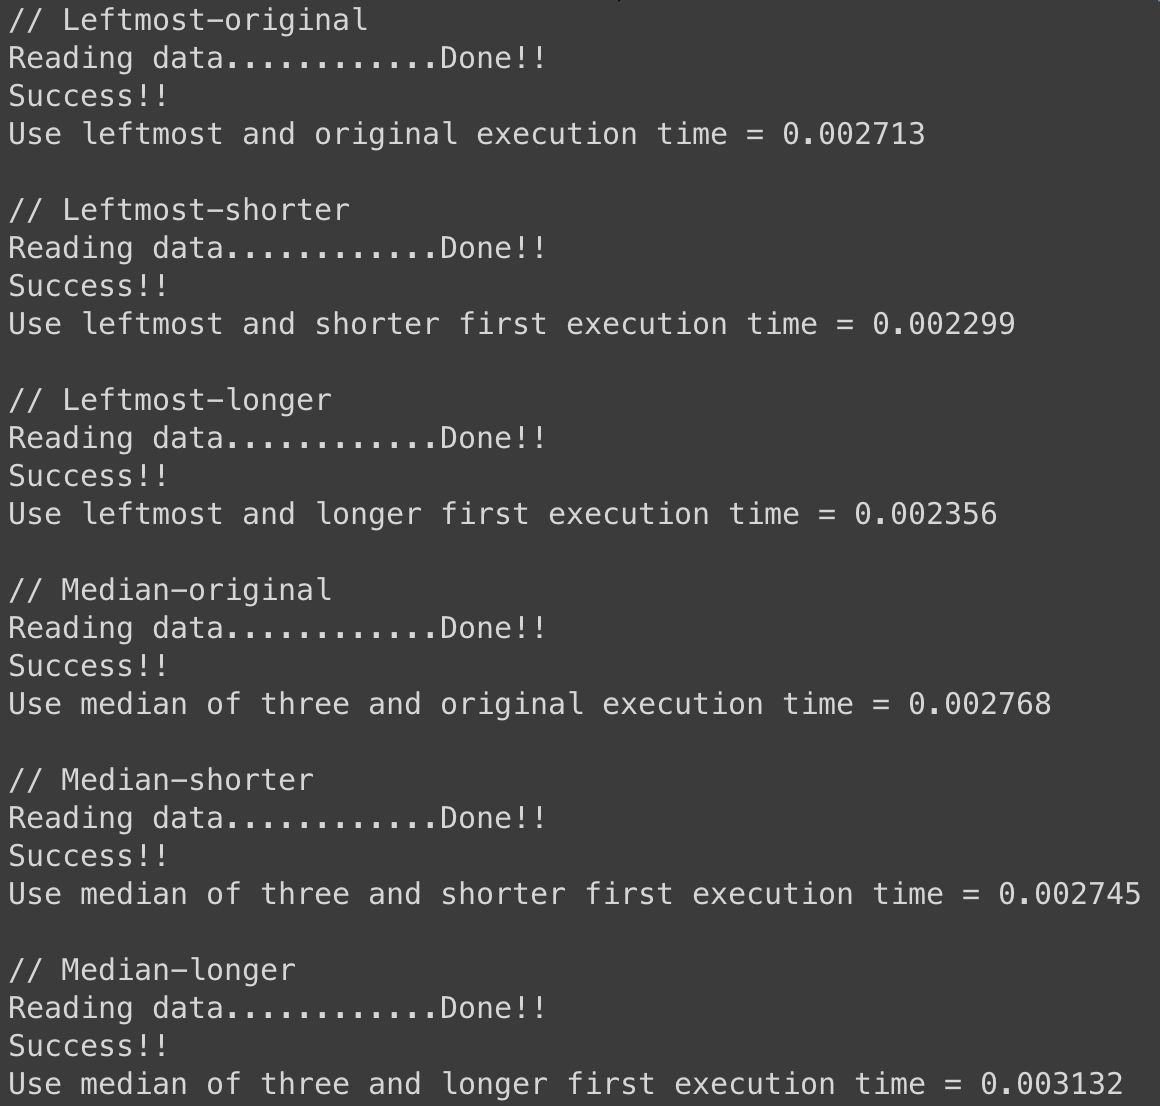 // Leftmost-original
Reading data............Done!!
Success!!
Use leftmost and original execution time = 0.002713
// Leftmost-shorter
Reading data............Done!!
Success!!
Use leftmost and shorter first execution time = 0.002299
// Leftmost-longer
Reading data............Done!!
Success!!
Use leftmost and longer first execution time = 0.002356
// Median-original
Reading data............Done!!
Success!!
Use median of three and original execution time = 0.002768
// Median-shorter
Reading data............Done!!
Success!!
Use median of three and shorter first execution time = 0.002745
// Median-longer
Reading data............Done!!
Success!!
Use median of three and longer first execution time = 0.003132